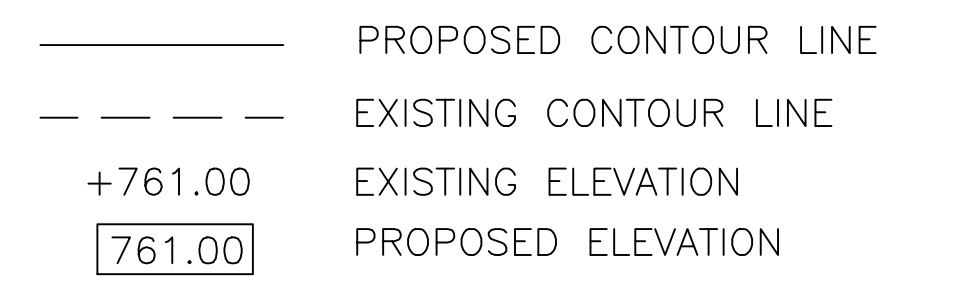 PROPOSED CONTOUR LINE
EXISTING CONTOUR LINE
+761.00 EXISTING ELEVATION
761.00 PROPOSED ELEVATION